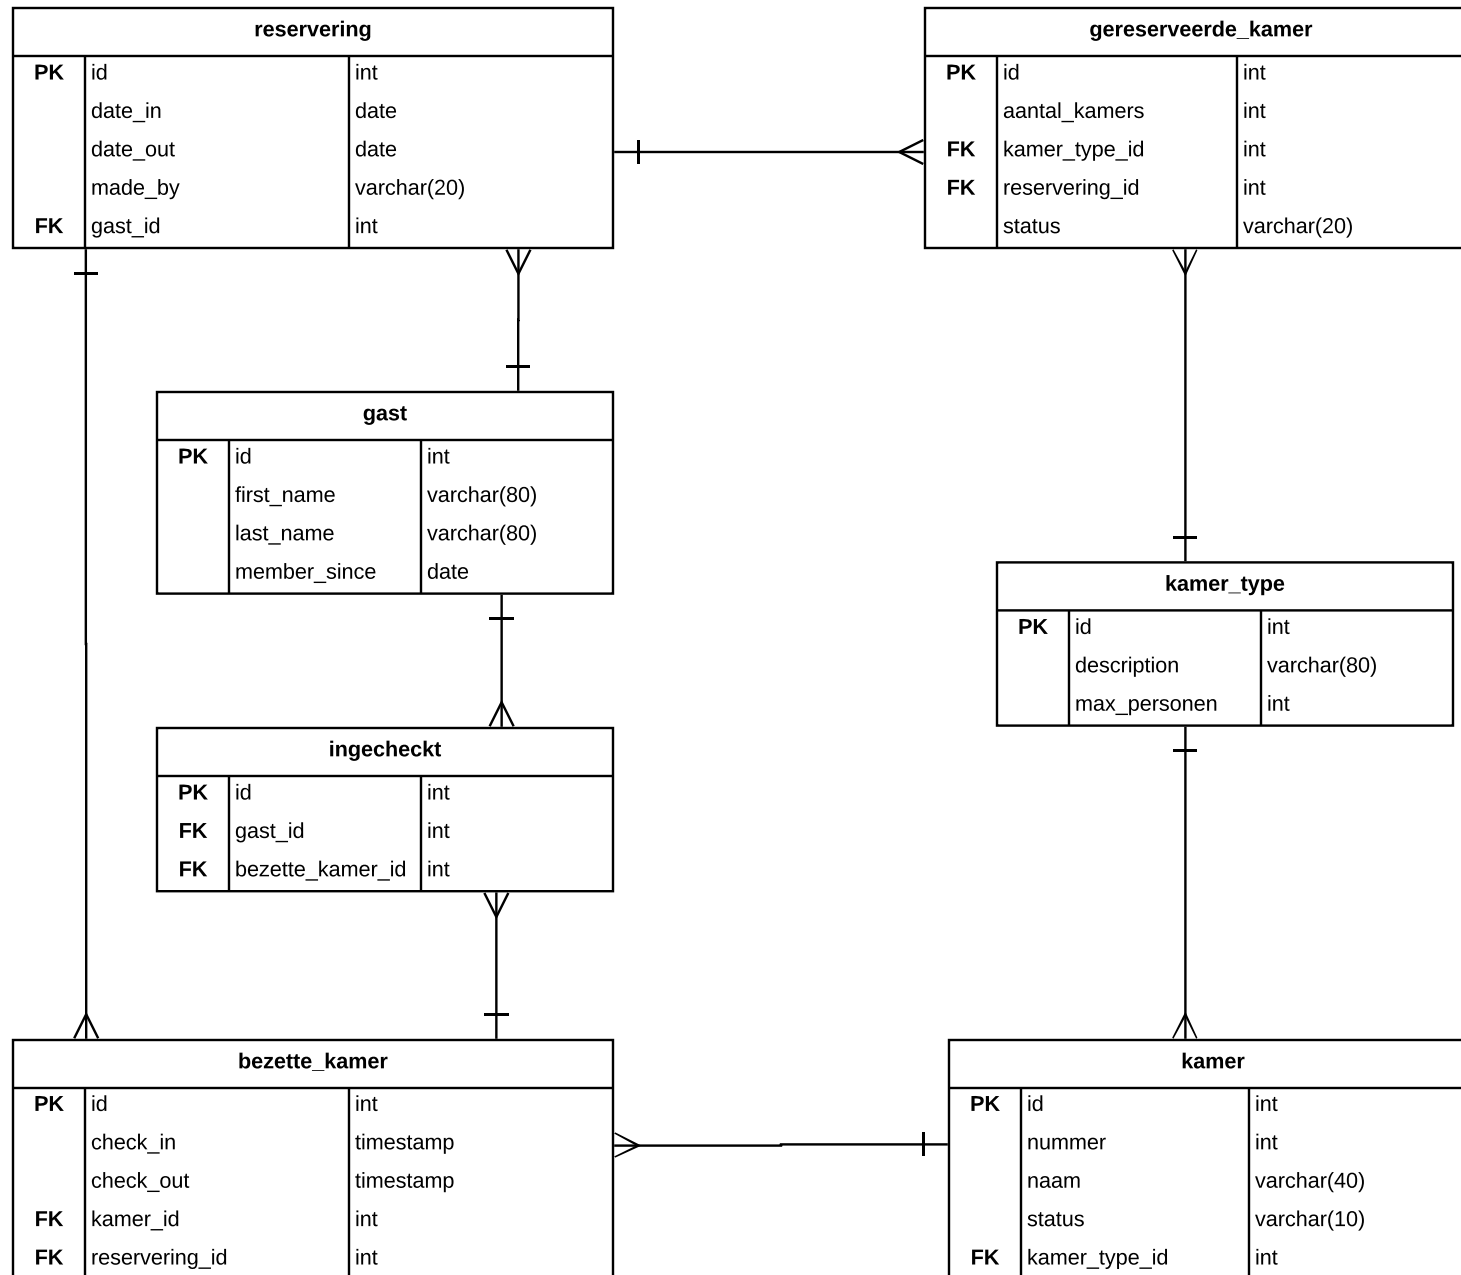 reservering
PK id int
date_in date
date_out date
made_by varchar(20)
FK gast_id int
gereserveerde_kamer
PK id int
aantal_kamers int
FK kamer_type_id int
FK reservering_id int
status varchar(20)
gast
PK id int
first_name varchar(80)
last_name varchar(80)
member_since date
kamer_type
PK id int
description varchar(80)
max_personen int
ingecheckt
PK id int
FK gast_id int
FK bezette_kamer_id int
bezette_kamer
PK id int
check_in timestamp
check_out timestamp
FK kamer_id int
FK reservering_id int
kamer
PK id int
nummer int
naam varchar(40)
status varchar(10)
FK kamer_type_id int